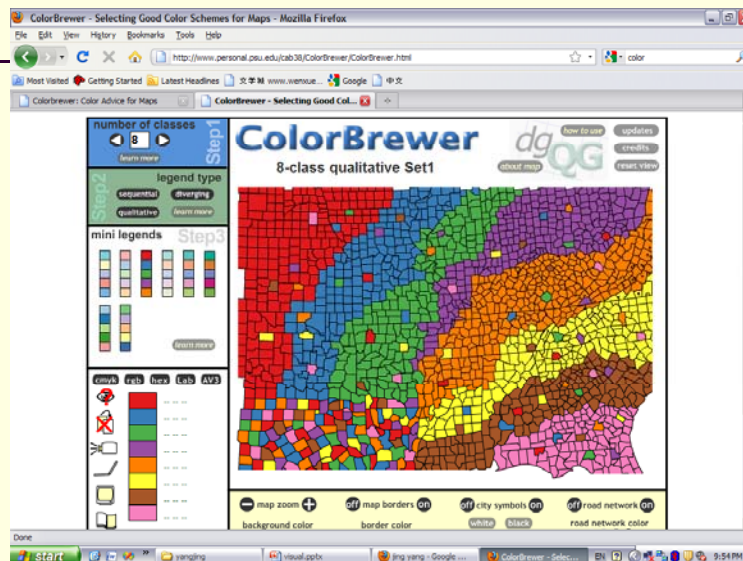 ColorBrewer - Selecting Good Color Schemes for Maps - Mozilla Firefox
File Edit View History Bookmarks Tools Help
http://www.personal.psu.edu/cab38/ColorBrewer/ColorBrewer.html
color
Most Visited Getting Started Latest Headlines 文学城 www.wenxue... Google 中文
Colorbrewer: Color Advice for Maps
ColorBrewer - Selecting Good Col...
number of classes
8
learn more
Step1
legend type
sequential diverging
qualitative learn more
Step2
mini legends Step3
learn more
cmyk rgb hex Lab AV3
ColorBrewer
8-class qualitative Set1
dg
QG
how to use
about map
updates
credits
reset view
map zoom
off map borders on
off city symbols on
off road network on
background color
border color
white black
road network color
Done
start
yangjing
visual.pptx
jing yang - Google ...
ColorBrewer - Selec...
EN
9:54 PM